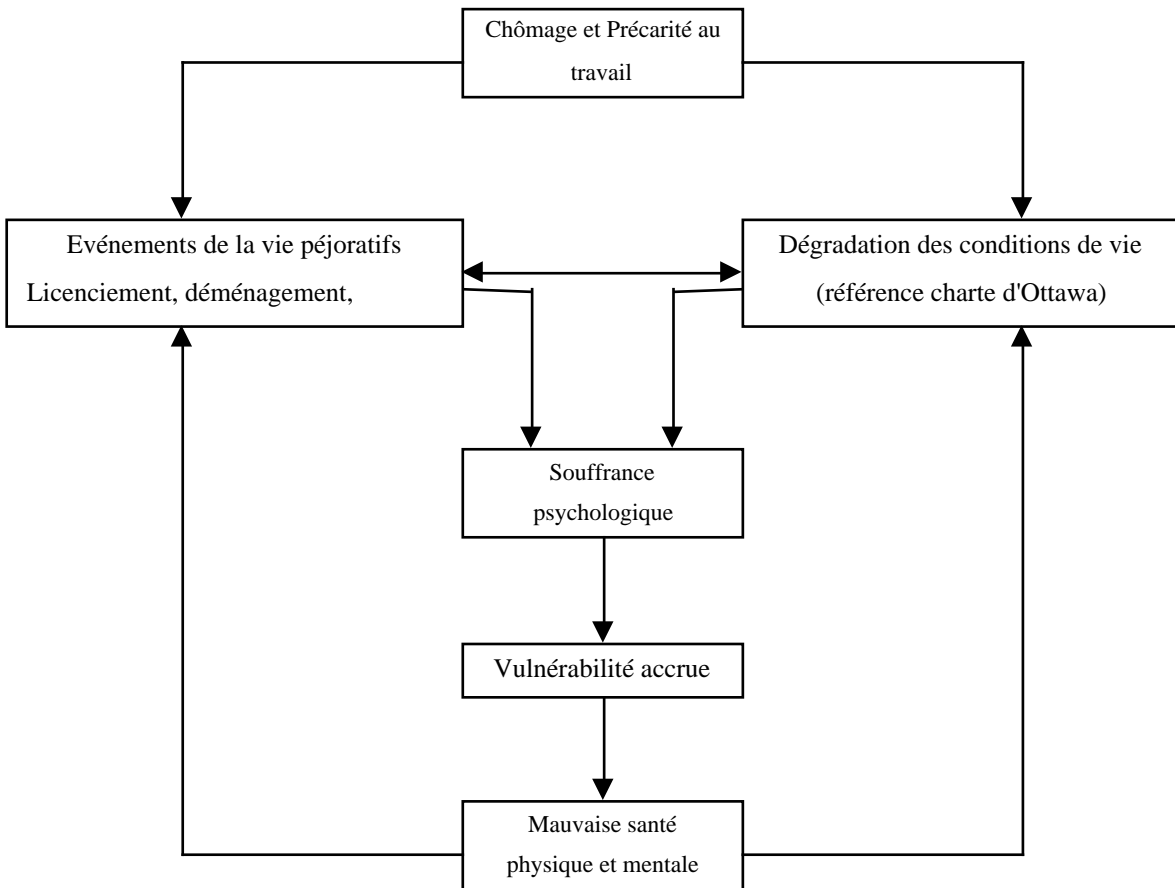 Chômage et Précarité au
travail
Evénements de la vie péjoratifs
Licenciement, déménagement,
Dégradation des conditions de vie
(référence charte d'Ottawa)
Souffrance
psychologique
Vulnérabilité accrue
Mauvaise santé
physique et mentale